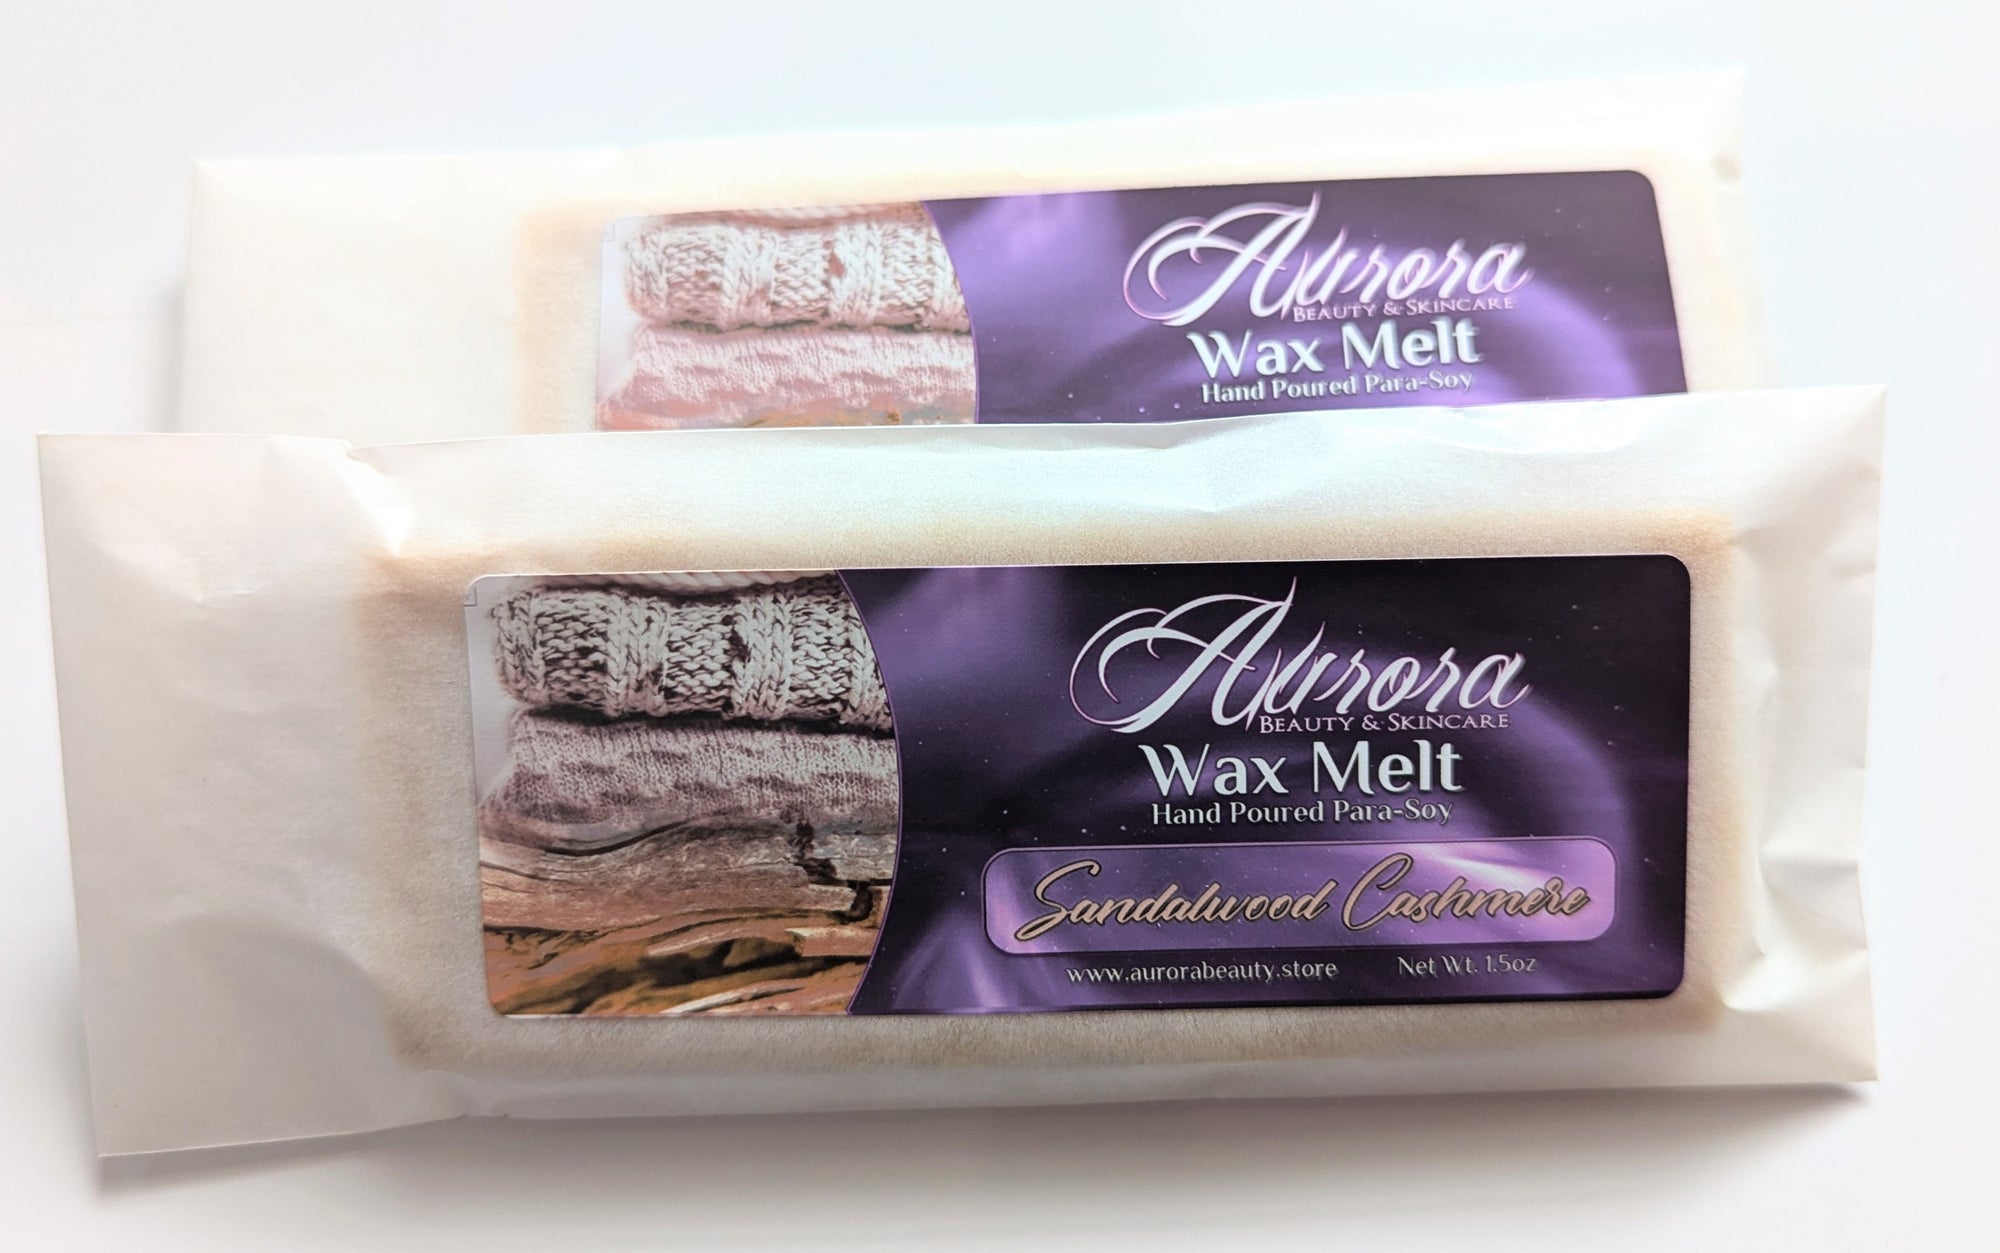 Aurora
BEAUTY & SKINCARE
Wax Melt
Hand Poured Para-Soy
Aurora
BEAUTY & SKINCARE
Wax Melt
Hand Poured Para-Soy
Sandalwood Cashmere
www.aurorabeauty.store Net Wt. 1.5oz